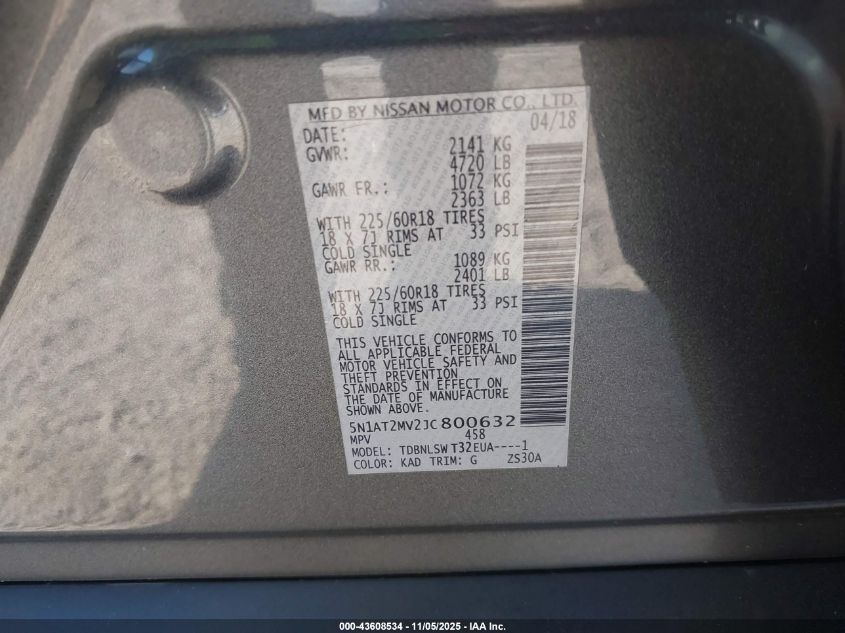 MFD BY NISSAN MOTOR CO., LTD.
DATE: 04/18
GVWR: 2141 KG
4720 LB
GAWR FR.: 1072 KG
2363 LB
WITH 225/60R18 TIRES
18 X 7J RIMS AT 33 PSI
COLD SINGLE
GAWR RR.: 1089 KG
2401 LB
WITH 225/60R18 TIRES
18 X 7J RIMS AT 33 PSI
COLD SINGLE
THIS VEHICLE CONFORMS TO
ALL APPLICABLE FEDERAL
MOTOR VEHICLE SAFETY AND
THEFT PREVENTION
STANDARDS IN EFFECT ON
THE DATE OF MANUFACTURE
SHOWN ABOVE.
5N1AT2MV2JC800632
MPV 458
MODEL: TDBNLSW T32EUA----1
COLOR: KAD TRIM: G ZS30A
000-43608534 - 11/05/2025 - IAA Inc.